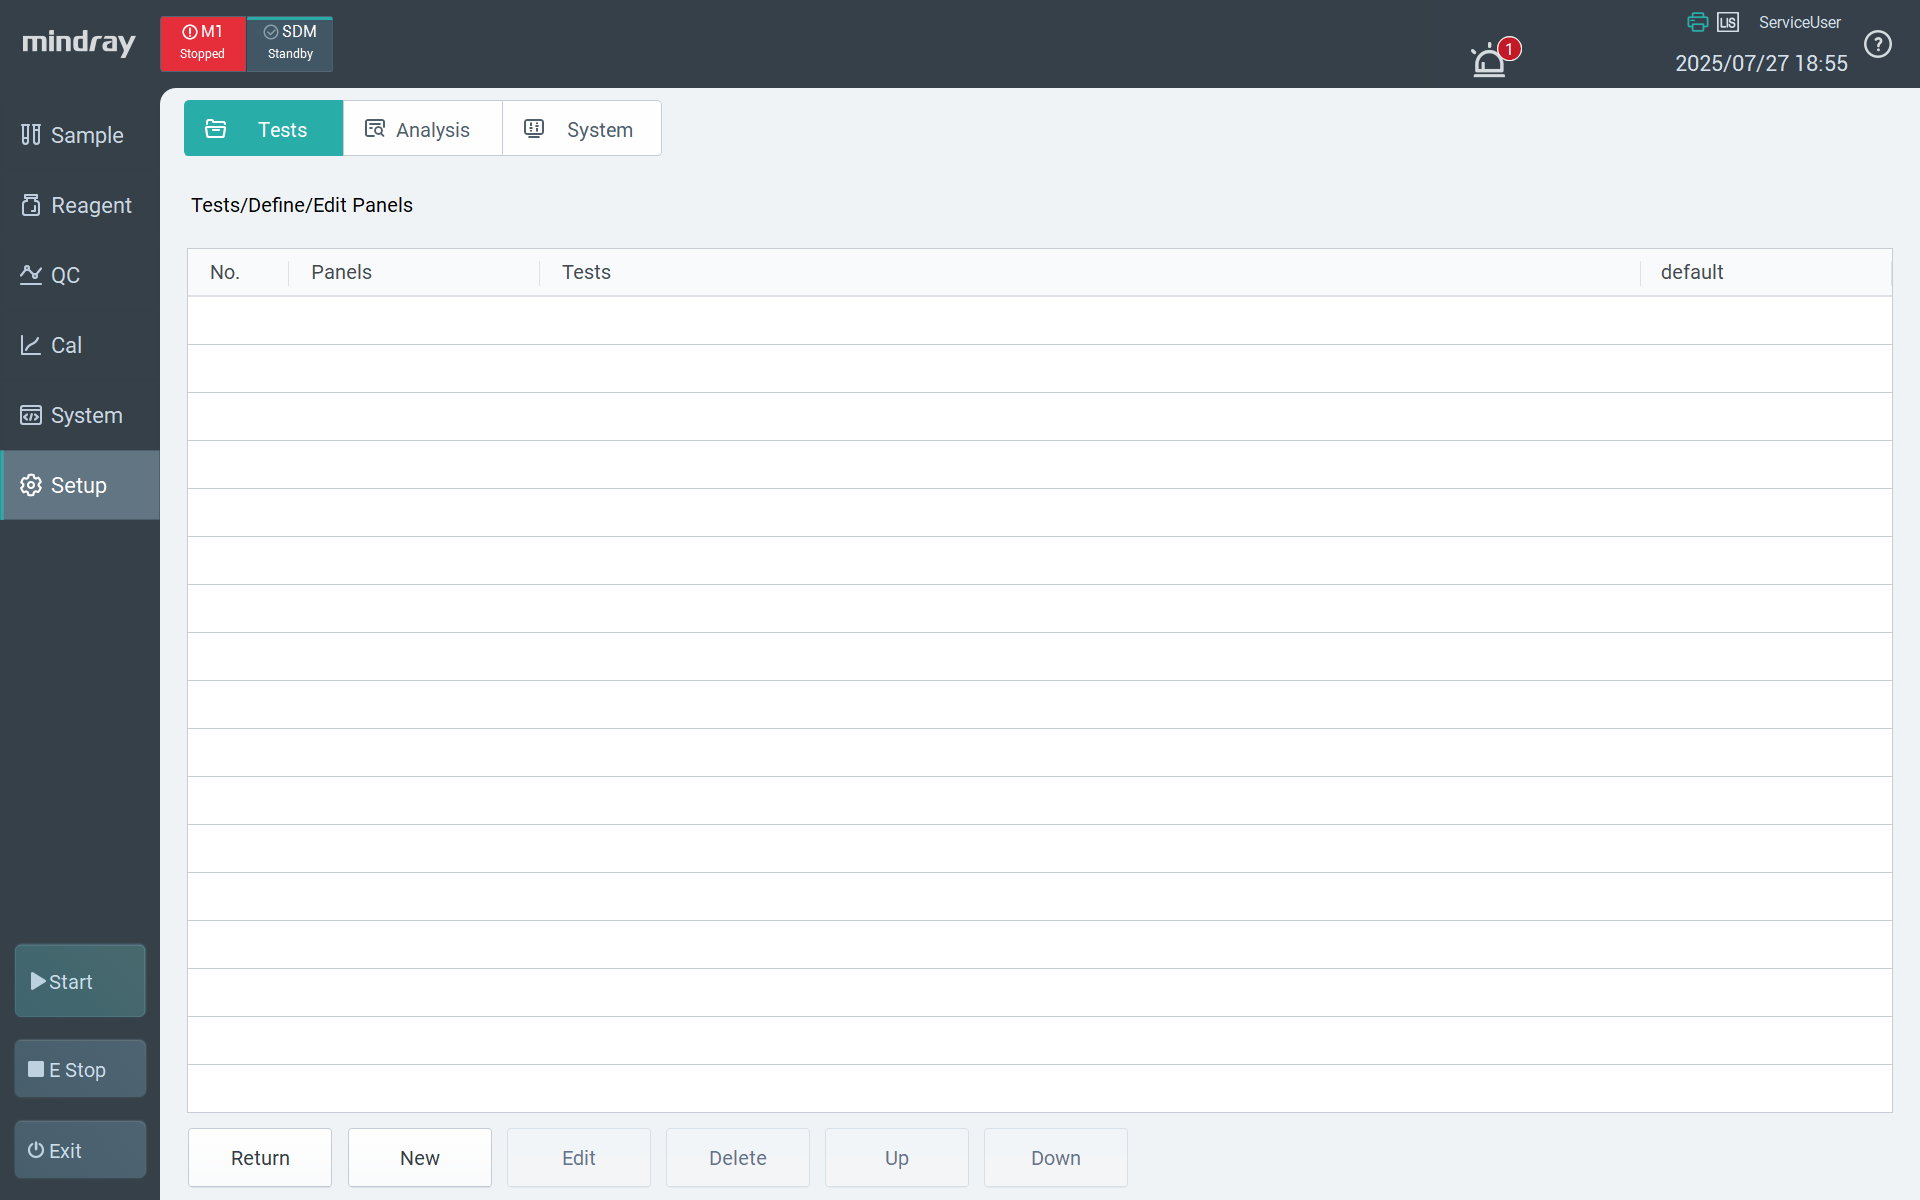 mindray
M1
Stopped
SDM
Standby
1
LIS
ServiceUser
2025/07/27 18:55
?
Sample
Reagent
QC
Cal
System
Setup
Start
E Stop
Exit
Tests
Analysis
System
Tests/Define/Edit Panels
No. Panels Tests default
Return New Edit Delete Up Down